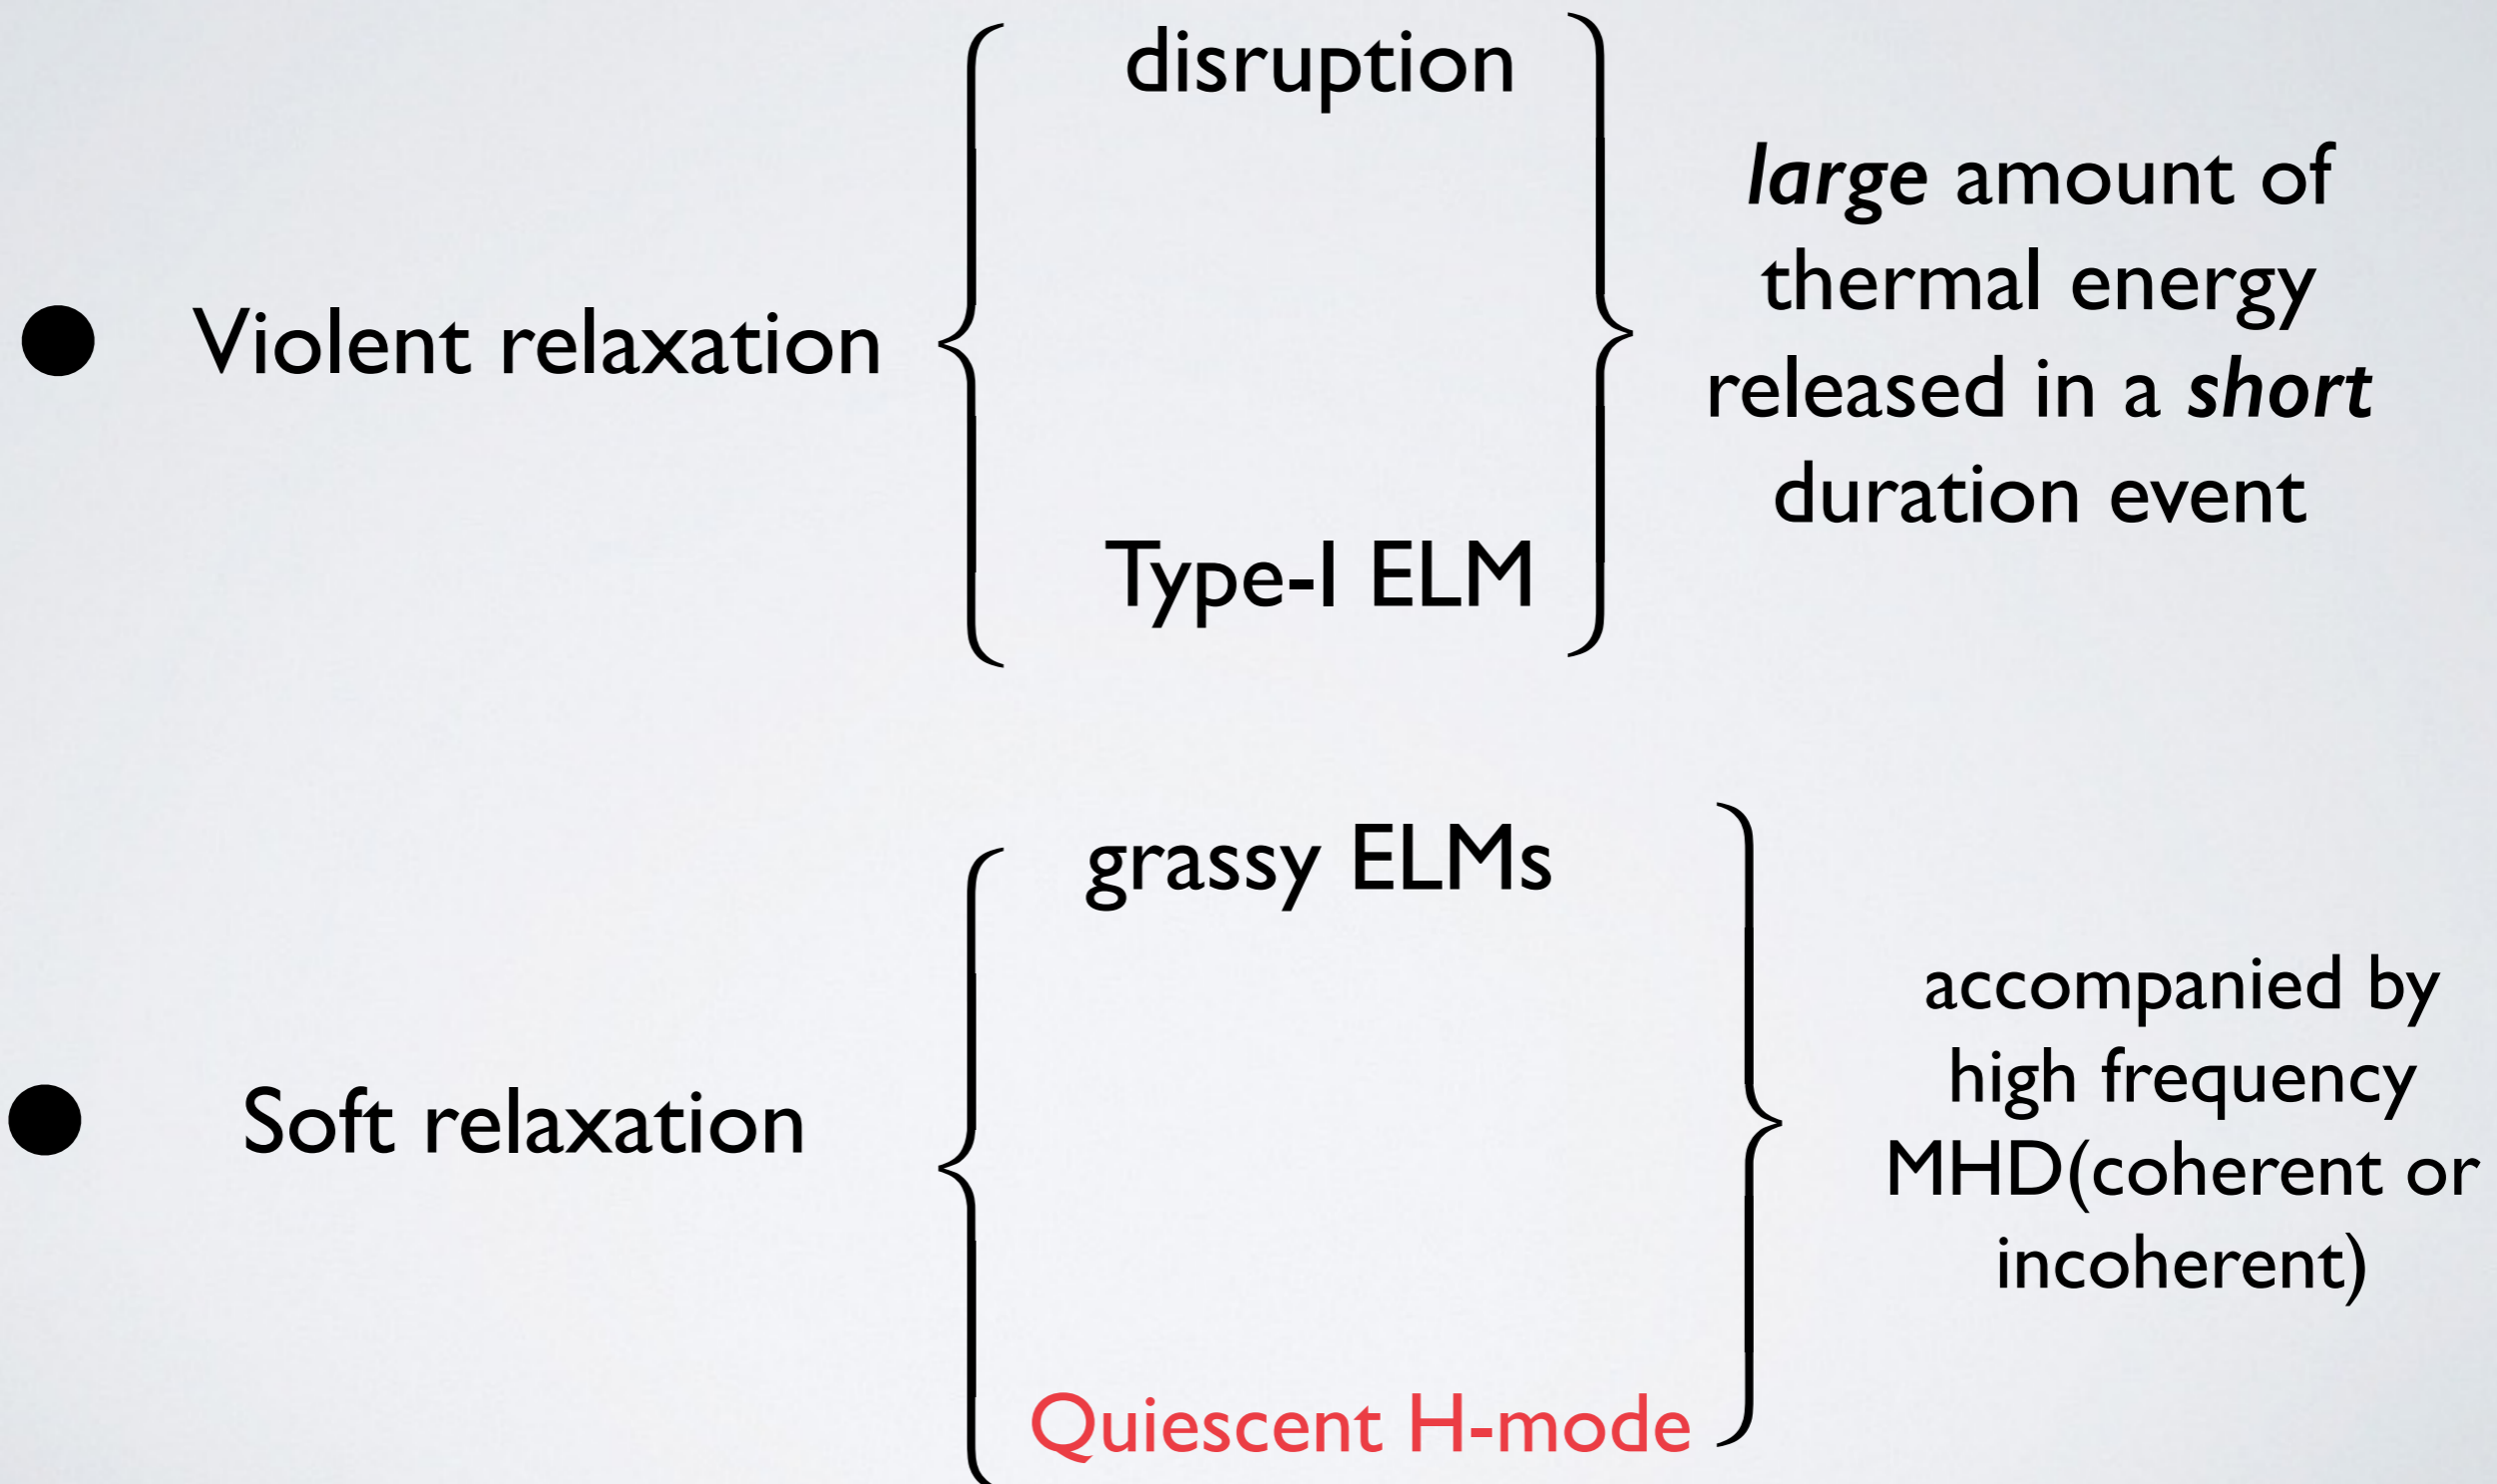 disruption
● Violent relaxation
Type-I ELM
large amount of
thermal energy
released in a short
duration event
grassy ELMs
● Soft relaxation
Quiescent H-mode
accompanied by
high frequency
MHD(coherent or
incoherent)